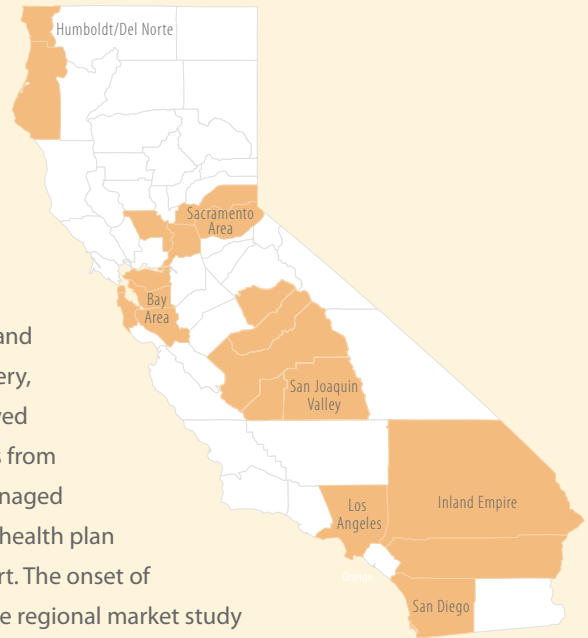 Humboldt/Del Norte
Sacramento
Area
Bay
Area
San Joaquin
Valley
Los
Angeles
Inland Empire
Orange
San Diego
and
ery,
ed
s from
naged
health plan
rt. The onset of
e regional market study